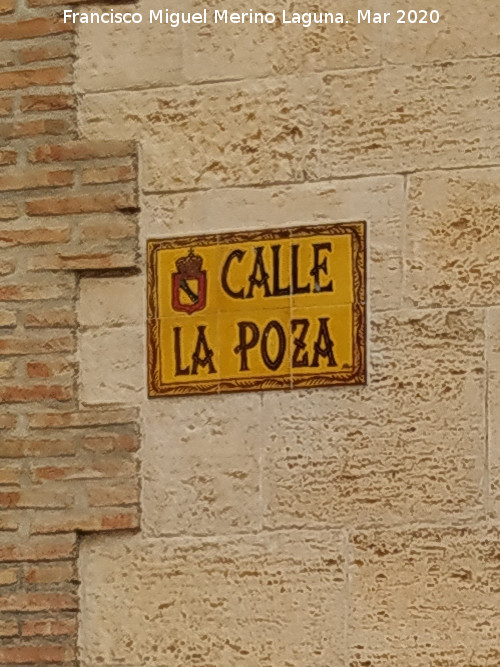 Francisco Miguel Merino Laguna. Mar 2020
CALLE
LA POZA